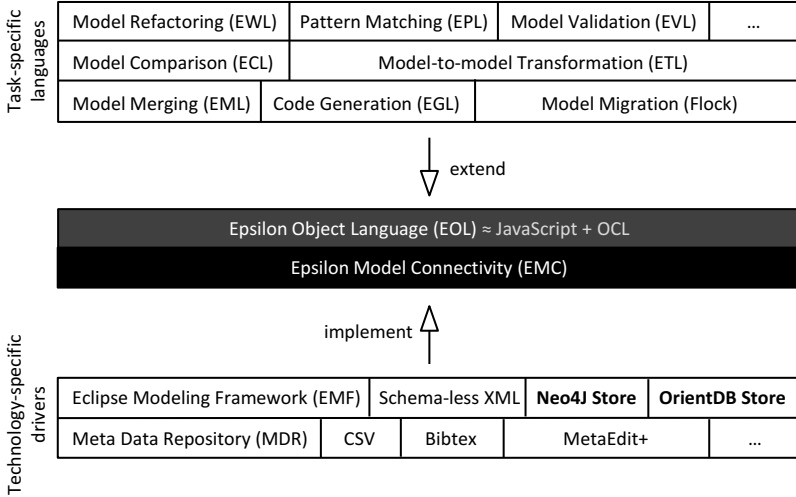 Task-specific
languages
Model Refactoring (EWL) Pattern Matching (EPL) Model Validation (EVL) ...
Model Comparison (ECL) Model-to-model Transformation (ETL)
Model Merging (EML) Code Generation (EGL) Model Migration (Flock)
extend
Epsilon Object Language (EOL) ≈ JavaScript + OCL
Epsilon Model Connectivity (EMC)
implement
Technology-specific
drivers
Eclipse Modeling Framework (EMF) Schema-less XML Neo4J Store OrientDB Store
Meta Data Repository (MDR) CSV Bibtex MetaEdit+ ...